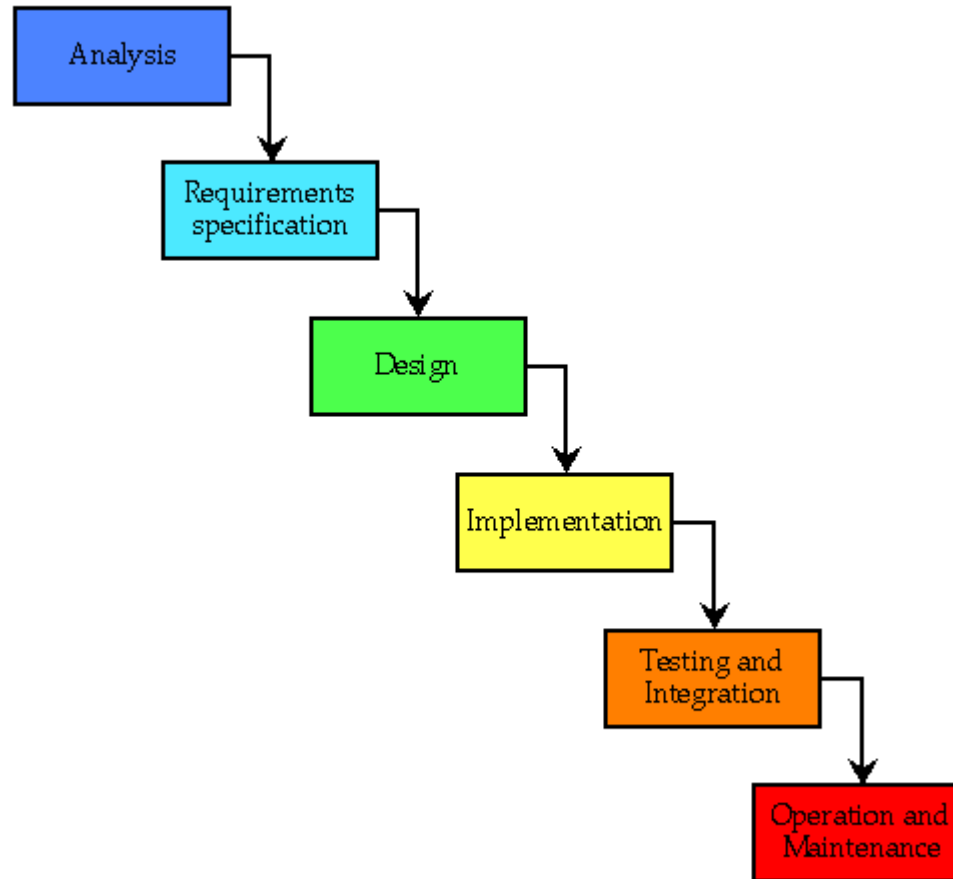 Analysis
Requirements
specification
Design
Implementation
Testing and
Integration
Operation and
Maintenance